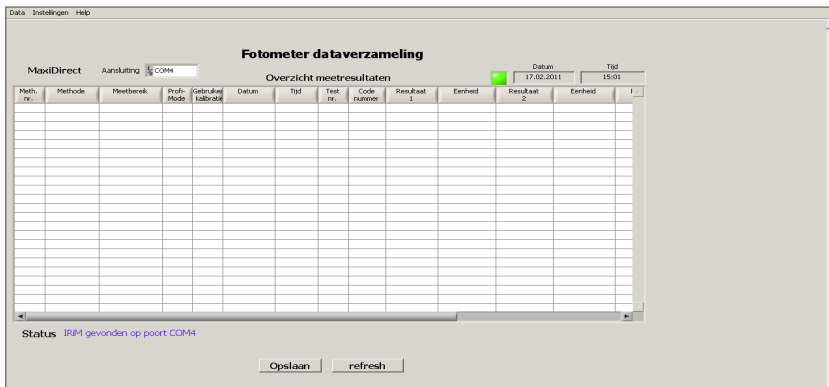 Data Instellingen Help
Fotometer dataverzameling
MaxiDirect Aansluiting COM4
Overzicht meetresultaten
Datum Tijd
17.02.2011 15:01
Meth. nr. Methode Meetbereik Profi-Mode Gebruiker kalibratie Datum Tijd Test nr. Code nummer Resultaat 1 Eenheid Resultaat 2 Eenheid
Status IRiM gevonden op poort COM4
Opslaan refresh